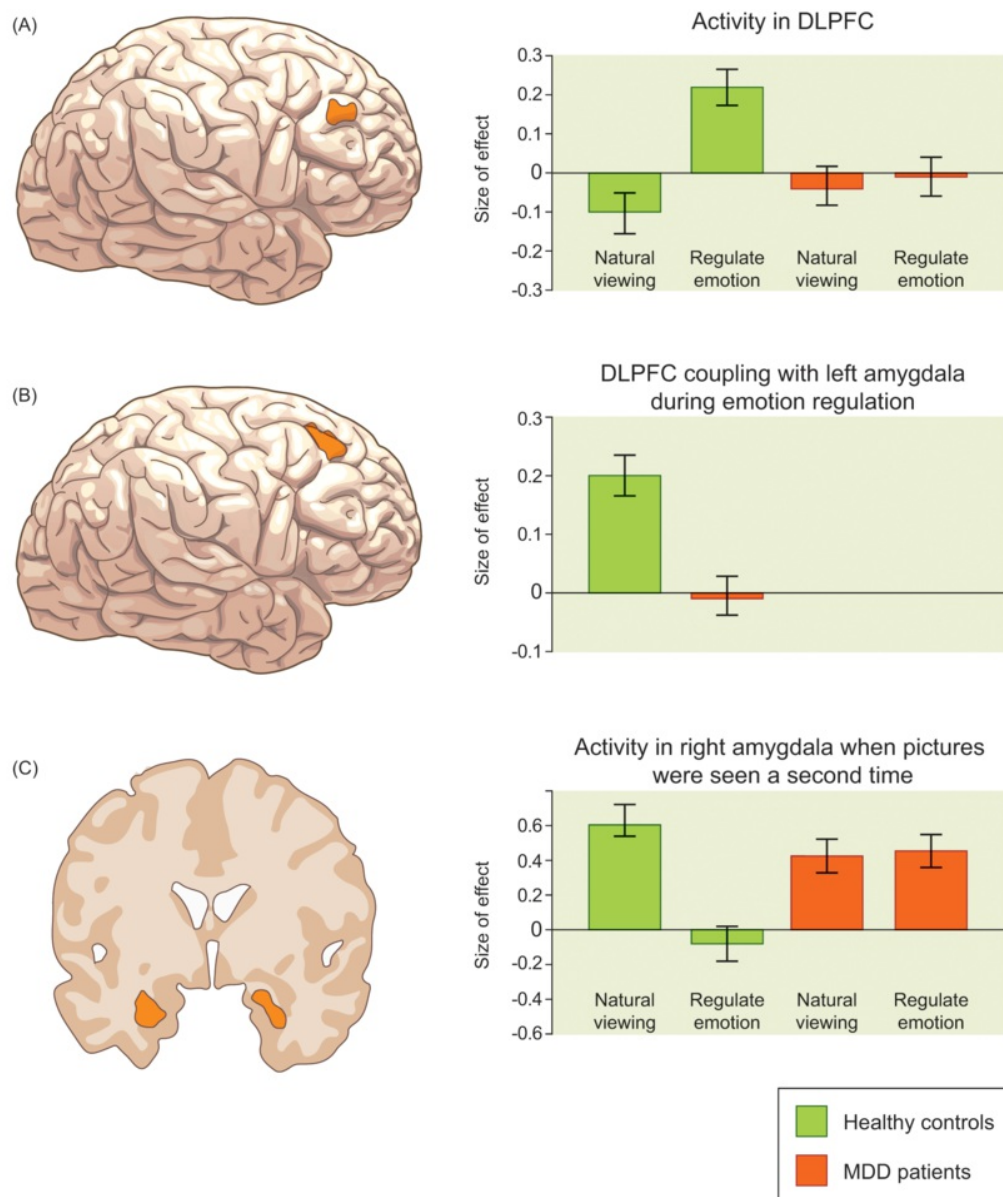 (A)
Activity in DLPFC
Size of effect
0.3
0.2
0.1
0
-0.1
-0.2
-0.3
Natural
viewing
Regulate
emotion
Natural
viewing
Regulate
emotion
(B)
DLPFC coupling with left amygdala
during emotion regulation
Size of effect
0.3
0.2
0.1
0
-0.1
(C)
Activity in right amygdala when pictures
were seen a second time
Size of effect
0.6
0.4
0.2
0
-0.2
-0.4
-0.6
Natural
viewing
Regulate
emotion
Natural
viewing
Regulate
emotion
Healthy controls
MDD patients